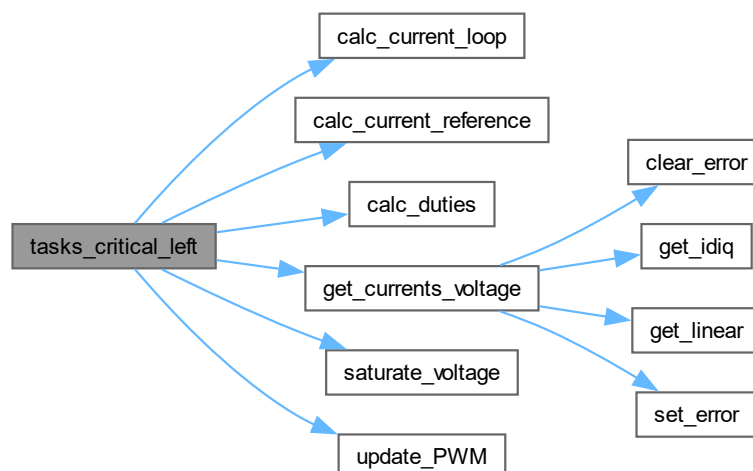 calc_current_loop
calc_current_reference
clear_error
calc_duties
tasks_critical_left
get_idiq
get_currents_voltage
get_linear
saturate_voltage
set_error
update_PWM